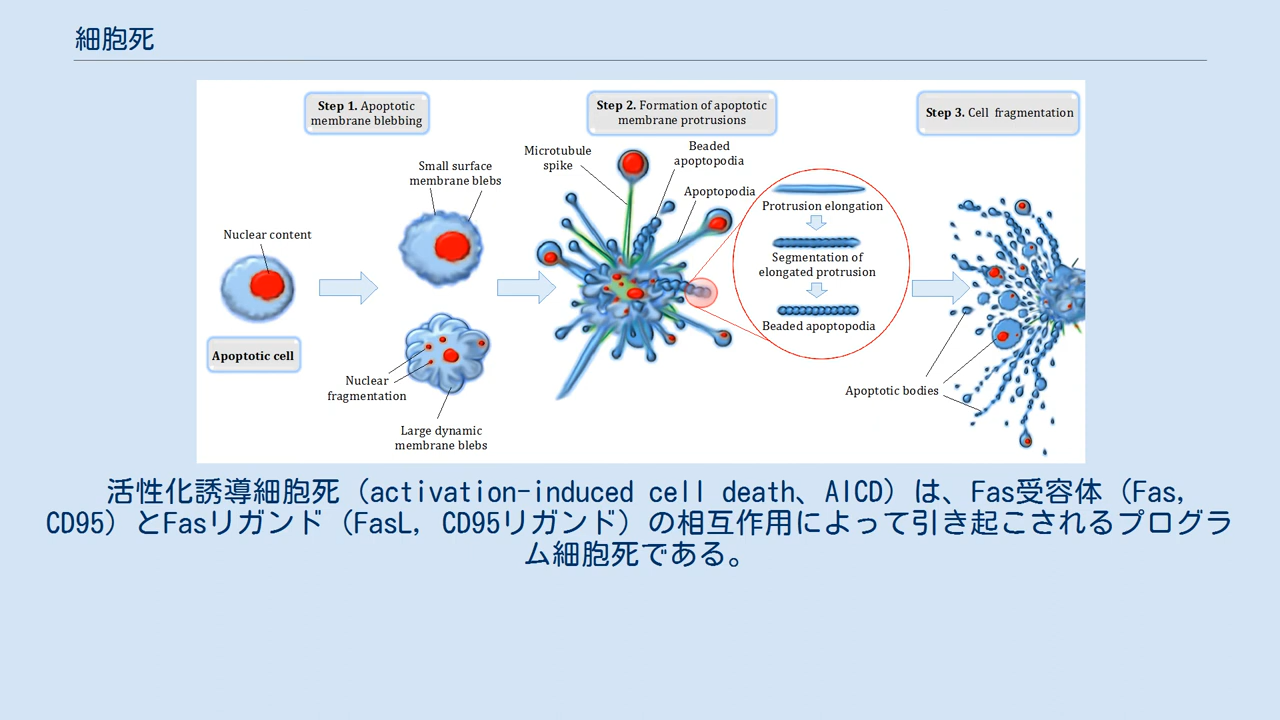 細胞死
Step 1. Apoptotic
membrane blebbing
Step 2. Formation of apoptotic
membrane protrusions
Step 3. Cell fragmentation
Microtubule
spike
Beaded
apoptopodia
Small surface
membrane blebs
Apoptopodia
Protrusion elongation
Nuclear content
Segmentation of
elongated protrusion
Beaded apoptopodia
Apoptotic cell
Nuclear
fragmentation
Apoptotic bodies
Large dynamic
membrane blebs
活性化誘導細胞死（activation-induced cell death、AICD）は、Fas受容体（Fas,
CD95）とFasリガンド（FasL, CD95リガンド）の相互作用によって引き起こされるプログラ
ム細胞死である。